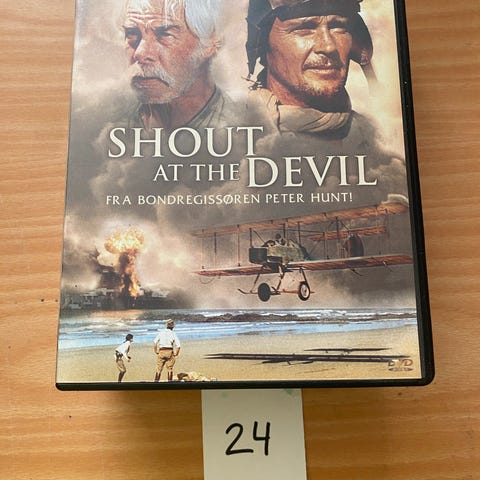 SHOUT
AT THE DEVIL
FRA BONDREGISSØREN PETER HUNT!
DVD
24